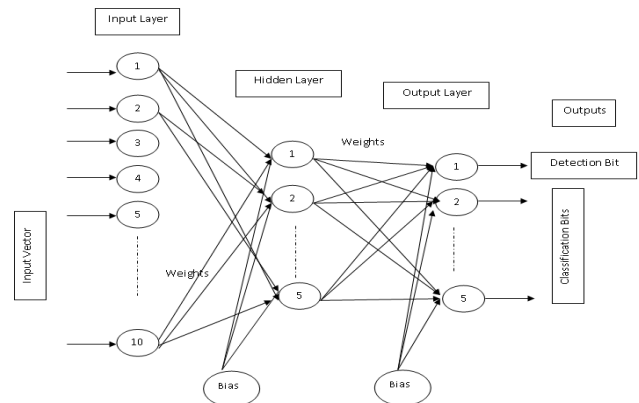 Input Layer
Hidden Layer
Output Layer
Outputs
Input Vector
1
2
3
4
5
10
Weights
1
2
5
Weights
1
2
5
Detection Bit
Classification Bits
Bias
Bias